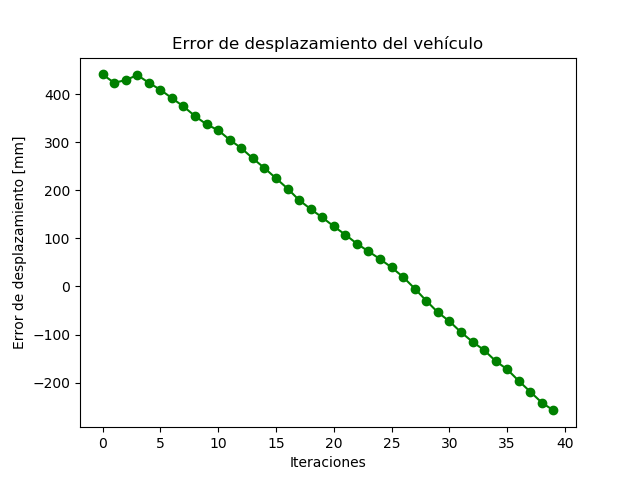 Error de desplazamiento del vehículo
Error de desplazamiento [mm]
400
300
200
100
0
−100
−200
0 5 10 15 20 25 30 35 40
Iteraciones